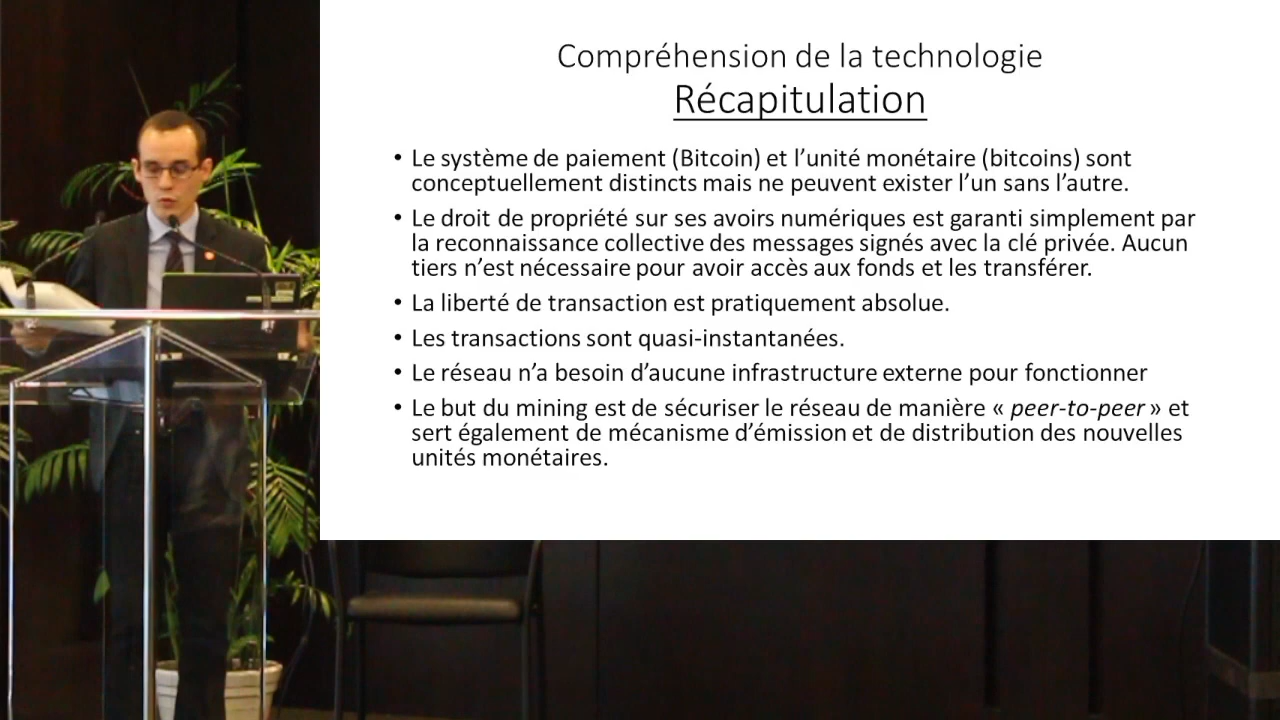 Compréhension de la technologie
Récapitulation
• Le système de paiement (Bitcoin) et l’unité monétaire (bitcoins) sont
conceptuellement distincts mais ne peuvent exister l’un sans l’autre.
• Le droit de propriété sur ses avoirs numériques est garanti simplement par
la reconnaissance collective des messages signés avec la clé privée. Aucun
tiers n’est nécessaire pour avoir accès aux fonds et les transférer.
• La liberté de transaction est pratiquement absolue.
• Les transactions sont quasi-instantanées.
• Le réseau n’a besoin d’aucune infrastructure externe pour fonctionner
• Le but du mining est de sécuriser le réseau de manière « peer-to-peer » et
sert également de mécanisme d’émission et de distribution des nouvelles
unités monétaires.